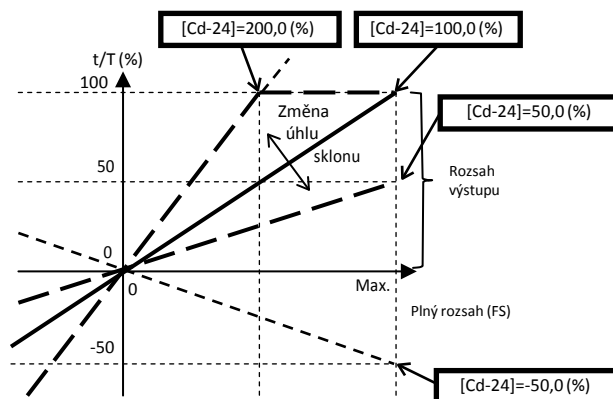 [Cd-24]=200,0 (%)
[Cd-24]=100,0 (%)
t/T (%)
100
Změna
úhlu
sklonu
[Cd-24]=50,0 (%)
50
Rozsah
výstupu
0
0
Max.
Plný rozsah (FS)
-50
[Cd-24]=-50,0 (%)